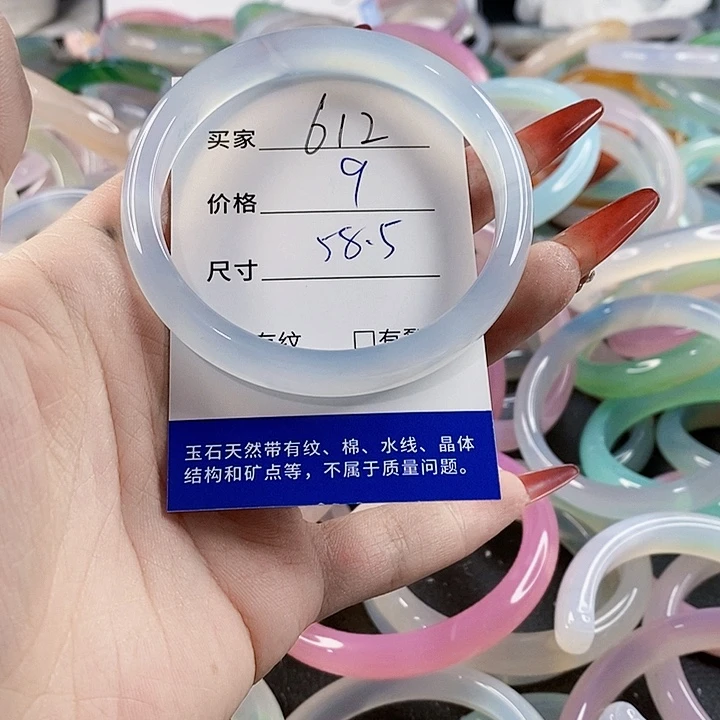 买家 612
价格 9
尺寸 58.5
有纹 □有
玉石天然带有纹、棉、水线、晶体
结构和矿点等，不属于质量问题。